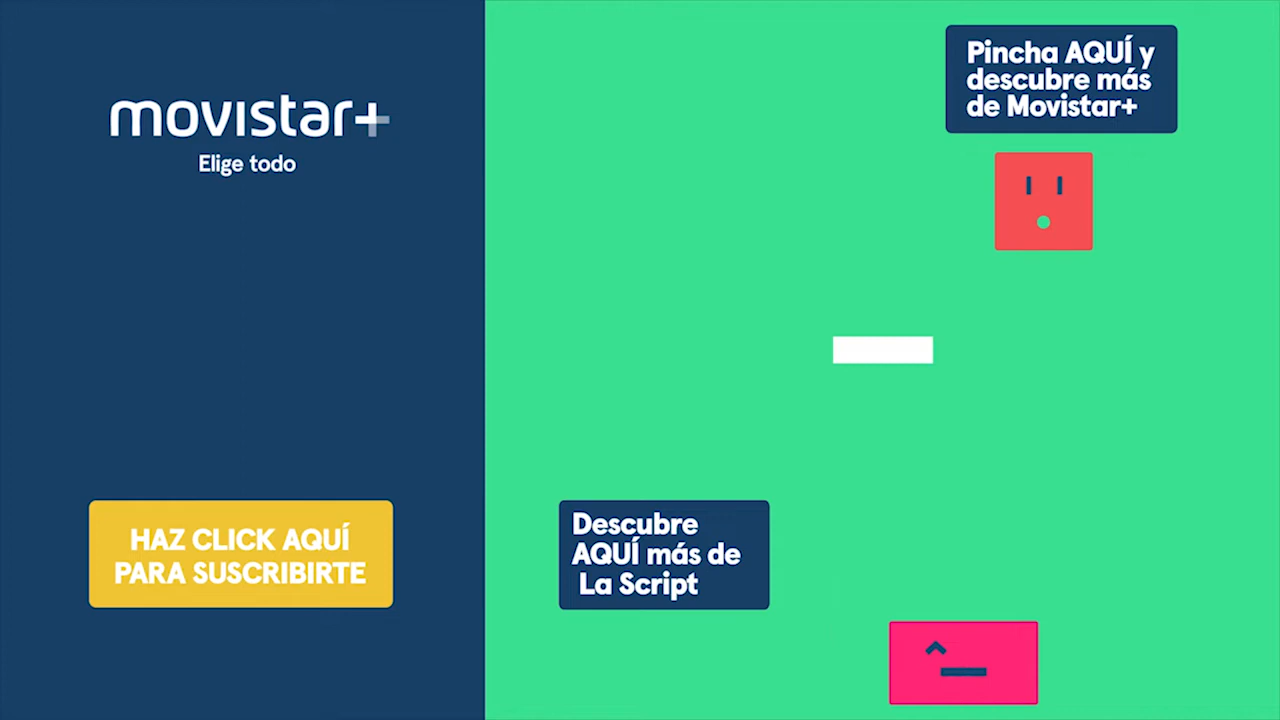 movistar+
Elige todo
HAZ CLICK AQUÍ
PARA SUSCRIBIRTE
Pincha AQUÍ y
descubre más
de Movistar+
Descubre
AQUÍ más de
La Script